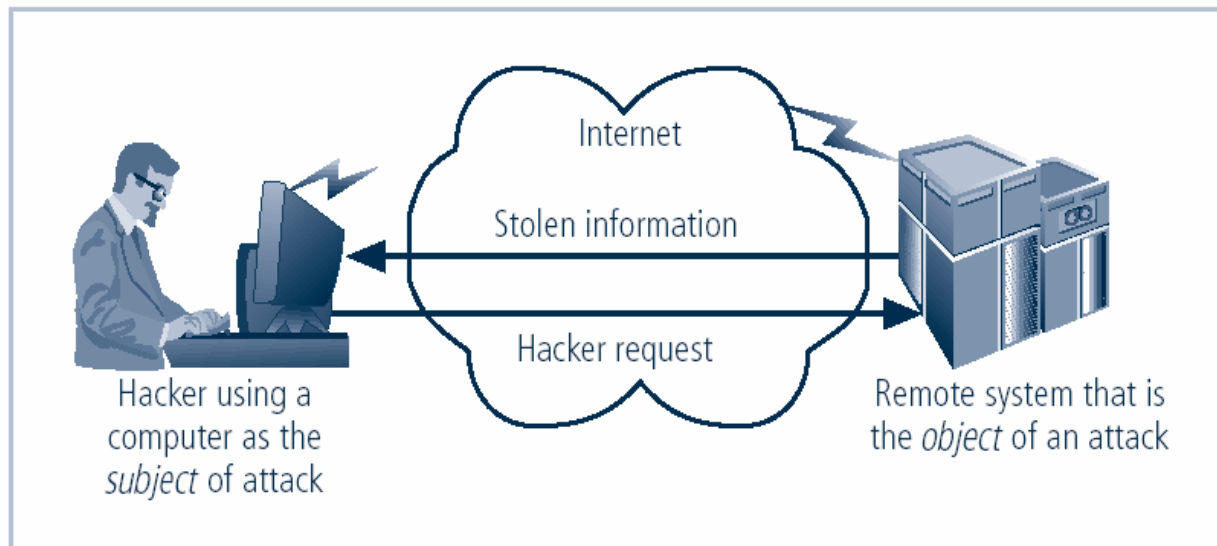 Internet
Stolen information
Hacker request
Hacker using a
computer as the
subject of attack
Remote system that is
the object of an attack